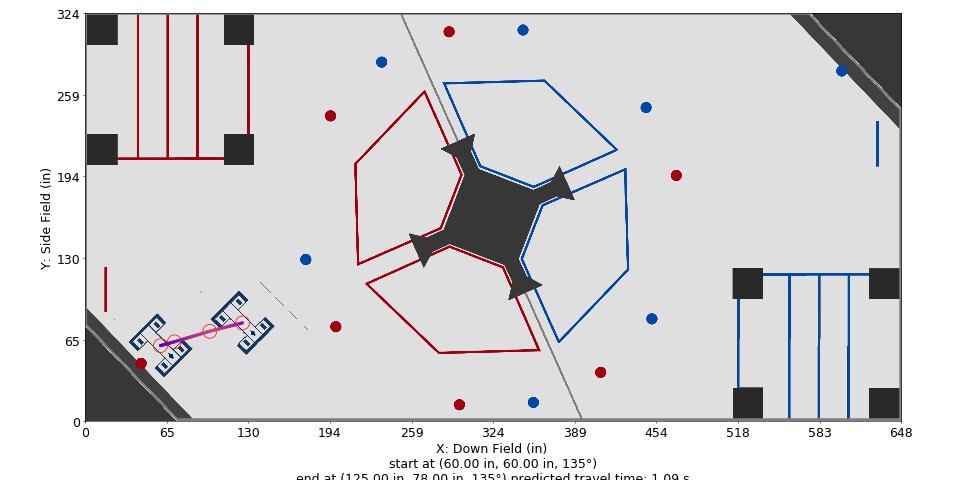 324
259
194
130
65
0
Y: Side Field (in)
0 65 130 194 259 324 389 454 518 583 648
X: Down Field (in)
start at (60.00 in, 60.00 in, 135°)
end at (125.00 in, 78.00 in, 135°) predicted travel time: 1.09 s